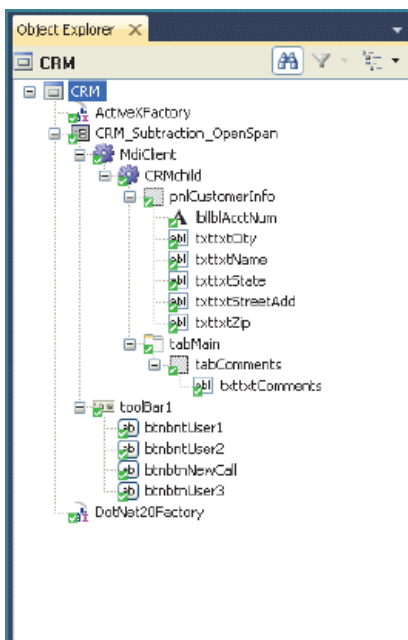 Object Explorer
CRM
CRM
ActiveXFactory
CRM_Subtraction_OpenSpan
MdiClient
CRMchild
pnlCustomerInfo
lblblAcctNum
txttxtCity
txttxtName
txttxtState
txttxtStreetAdd
txttxtZip
tabMain
tabComments
txttxtComments
toolBar1
btnbntUser1
btnbntUser2
btnbtnNewCall
btnbtnUser3
DotNet20Factory